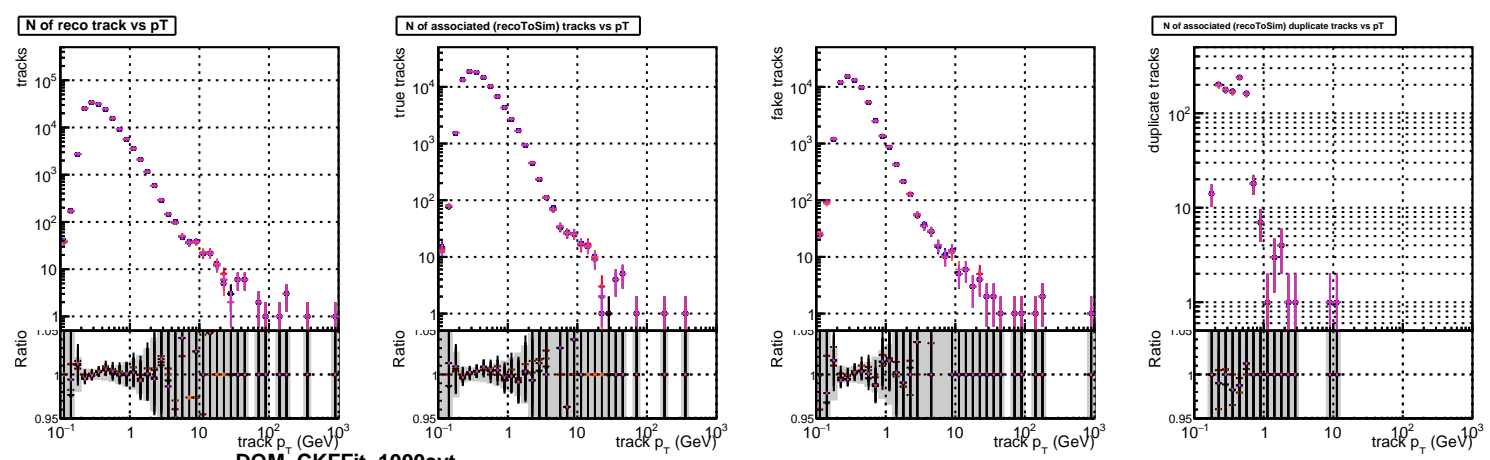 N of reco track vs pT
tracks
10^5
10^4
10^3
10^2
10
1
Ratio
1.05
1
0.95
10^-1 1 10 10^2 10^3
track p_T (GeV)
N of associated (recoToSim) tracks vs pT
true tracks
10^4
10^3
10^2
10
1
Ratio
1.05
1
0.95
10^-1 1 10 10^2 10^3
track p_T (GeV)
fake tracks
10^4
10^3
10^2
10
1
Ratio
1.05
1
0.95
10^-1 1 10 10^2 10^3
track p_T (GeV)
N of associated (recoToSim) duplicate tracks vs pT
duplicate tracks
10^2
10
1
Ratio
1.05
1
0.95
10^-1 1 10 10^2 10^3
track p_T (GeV)